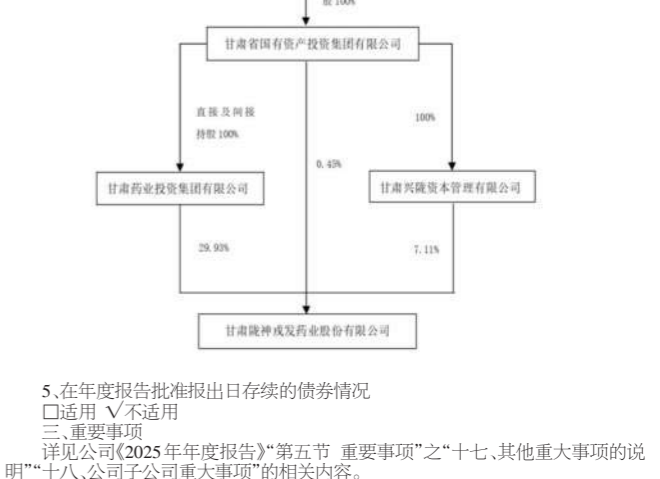 股100%
甘肃省国有资产投资集团有限公司
直接及间接
持股100%
100%
0.45%
甘肃药业投资集团有限公司
甘肃兴陇资本管理有限公司
29.93%
7.11%
甘肃陇神戎发药业股份有限公司
5、在年度报告批准报出日存续的债券情况
□适用 √不适用
三、重要事项
详见公司《2025年年度报告》“第五节 重要事项”之“十七、其他重大事项的说
明”“十八、公司子公司重大事项”的相关内容。